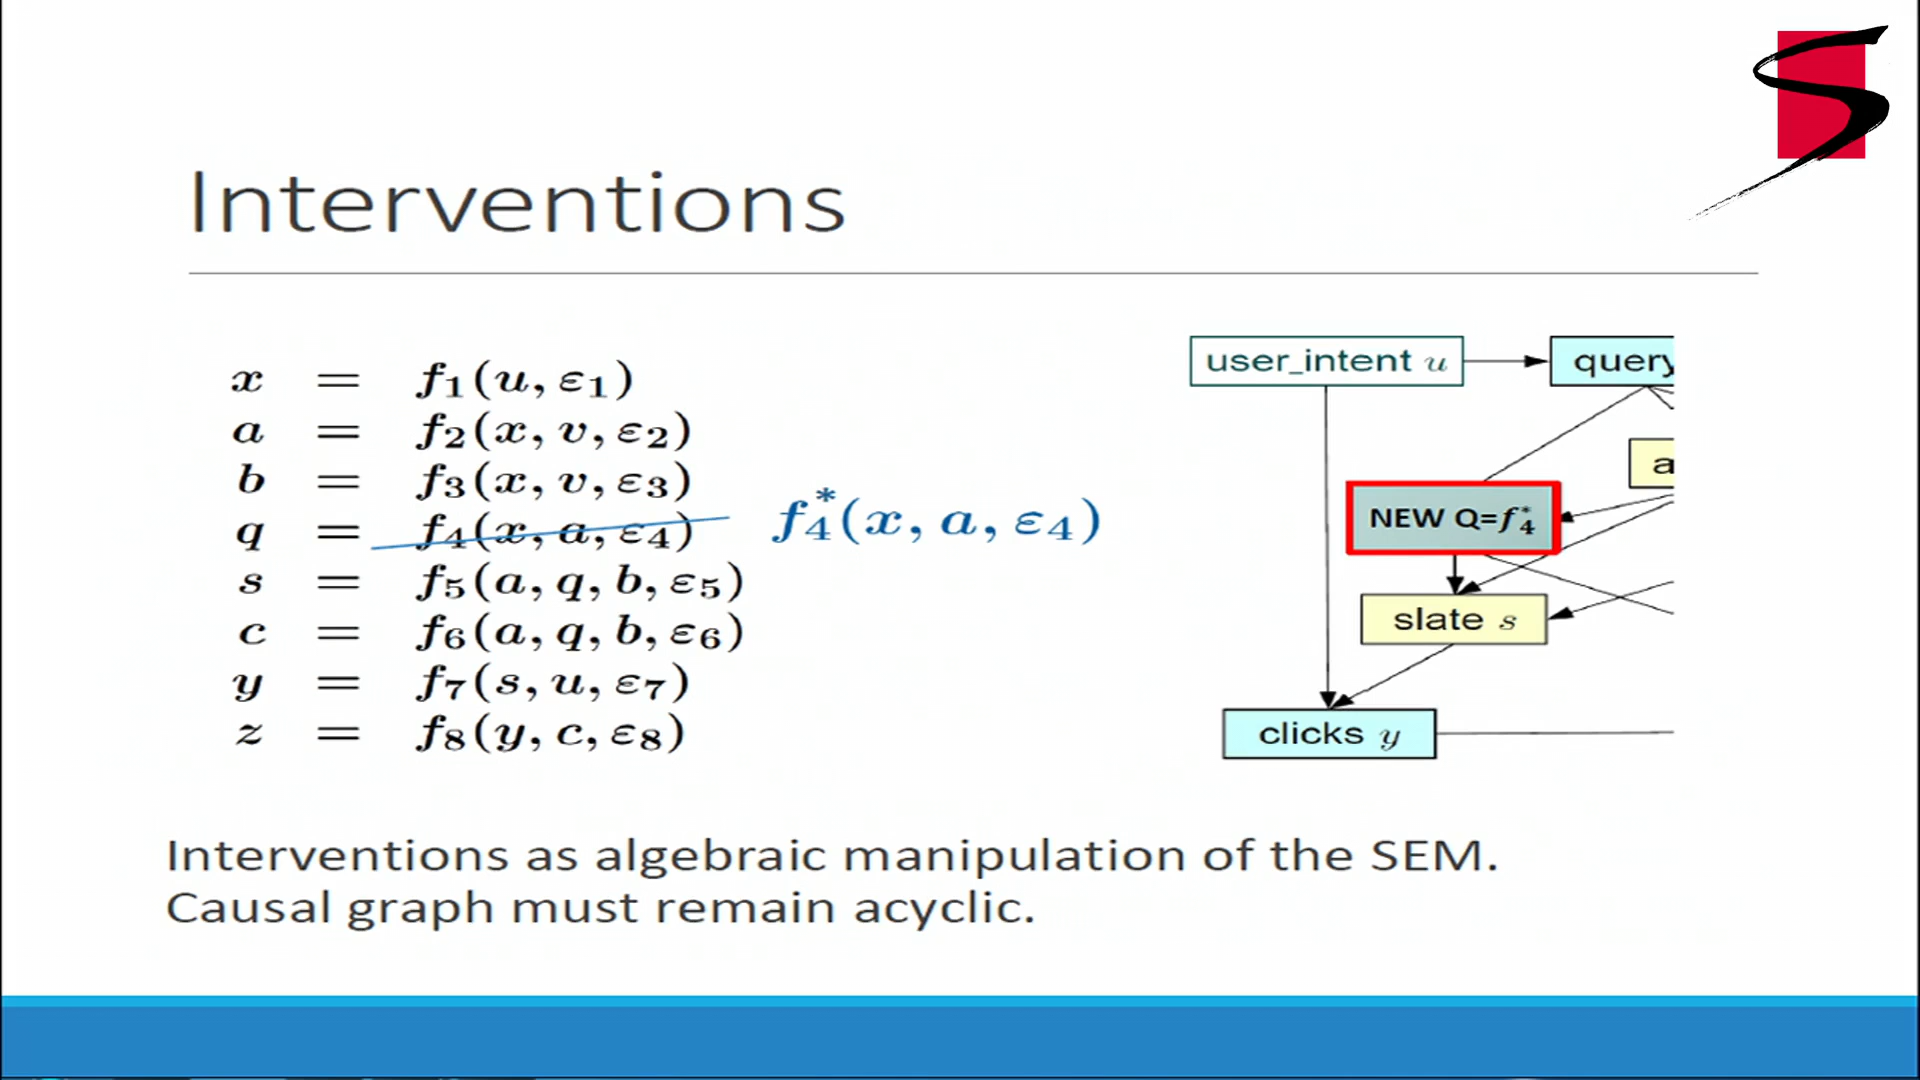 Interventions
x = f₁(u, ε₁)
a = f₂(x, v, ε₂)
b = f₃(x, v, ε₃)
q = f₄(x, a, ε₄) f₄*(x, a, ε₄)
s = f₅(a, q, b, ε₅)
c = f₆(a, q, b, ε₆)
y = f₇(s, u, ε₇)
z = f₈(y, c, ε₈)
user_intent u
query
a
NEW Q=f₄*
slate s
clicks y
Interventions as algebraic manipulation of the SEM.
Causal graph must remain acyclic.